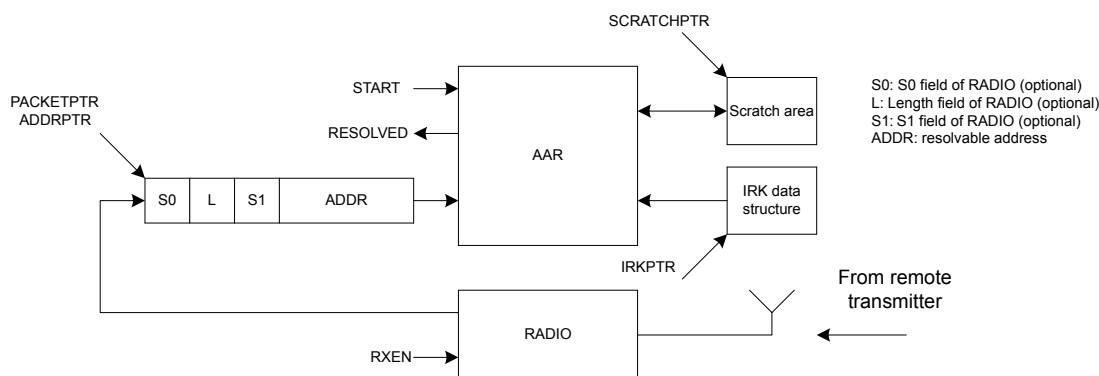 SCRATCHPTR
START
S0: S0 field of RADIO (optional)
L: Length field of RADIO (optional)
S1: S1 field of RADIO (optional)
ADDR: resolvable address
PACKETPTR
ADDRPTR
RESOLVED
AAR
Scratch area
S0
L
S1
ADDR
IRK data
structure
IRKPTR
From remote
transmitter
RADIO
RXEN